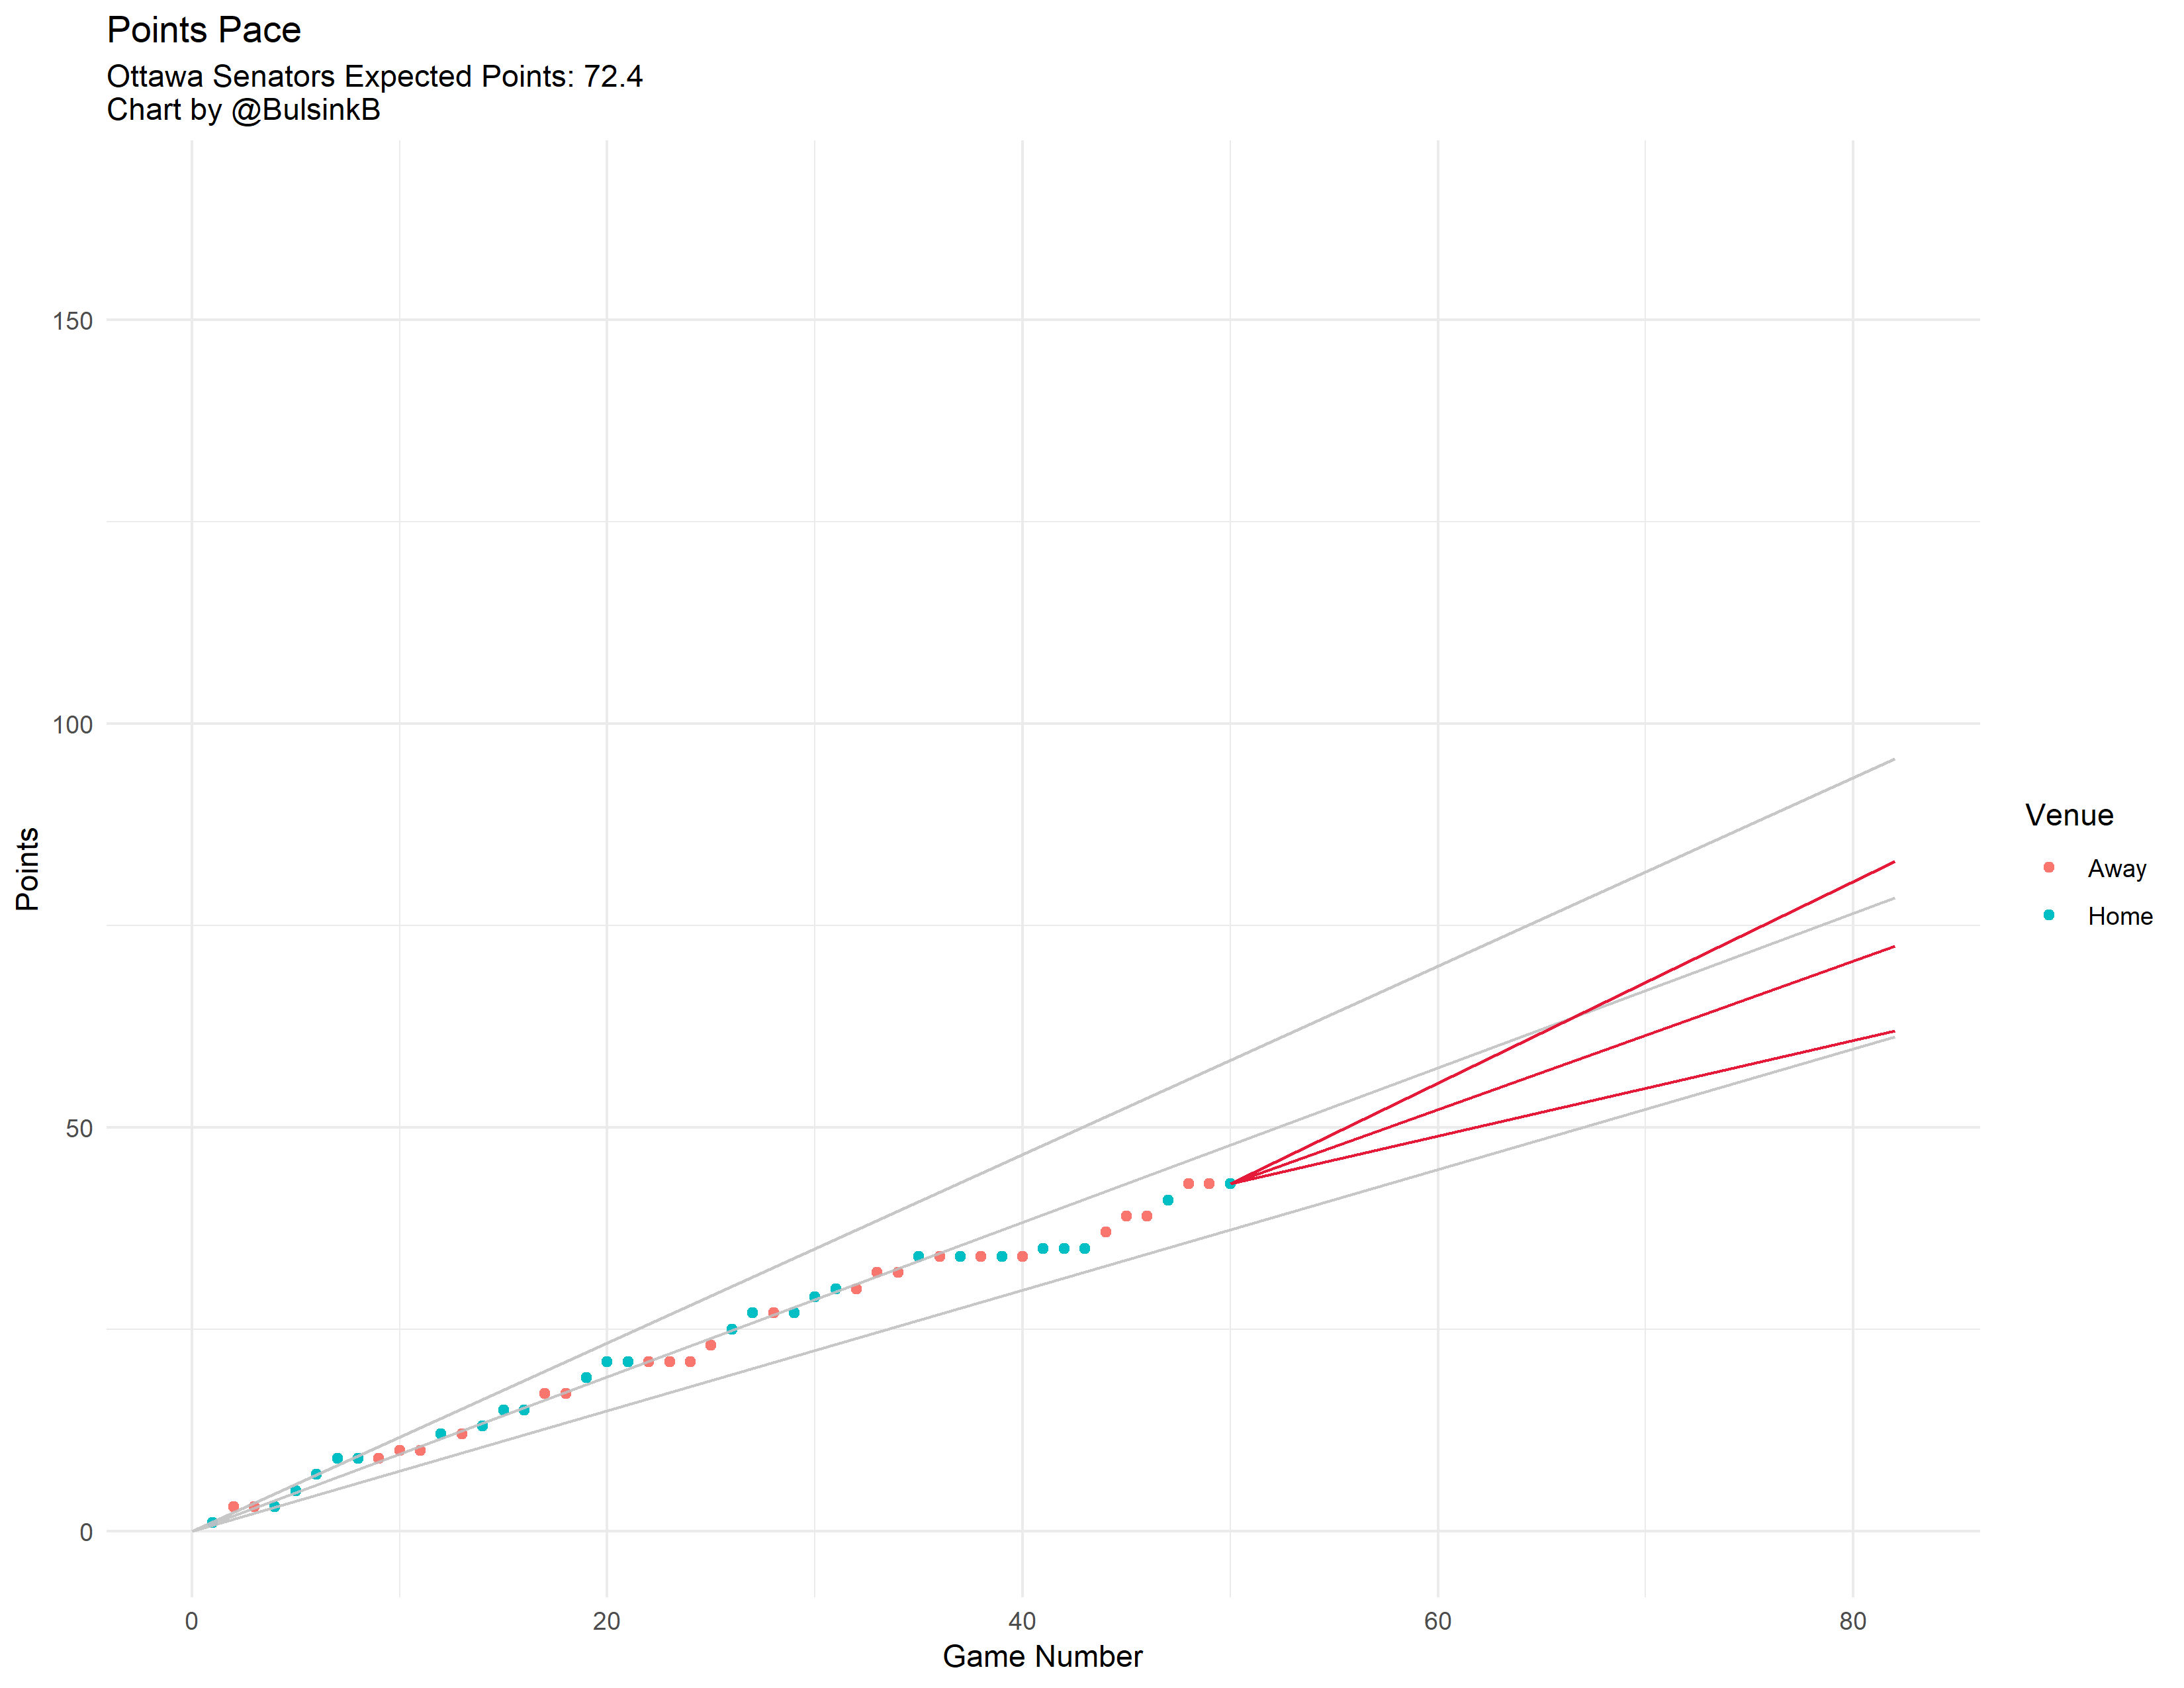 Points Pace
Ottawa Senators Expected Points: 72.4
Chart by @BulsinkB
150
100
50
0
Points
0 20 40 60 80
Game Number
Venue
Away
Home